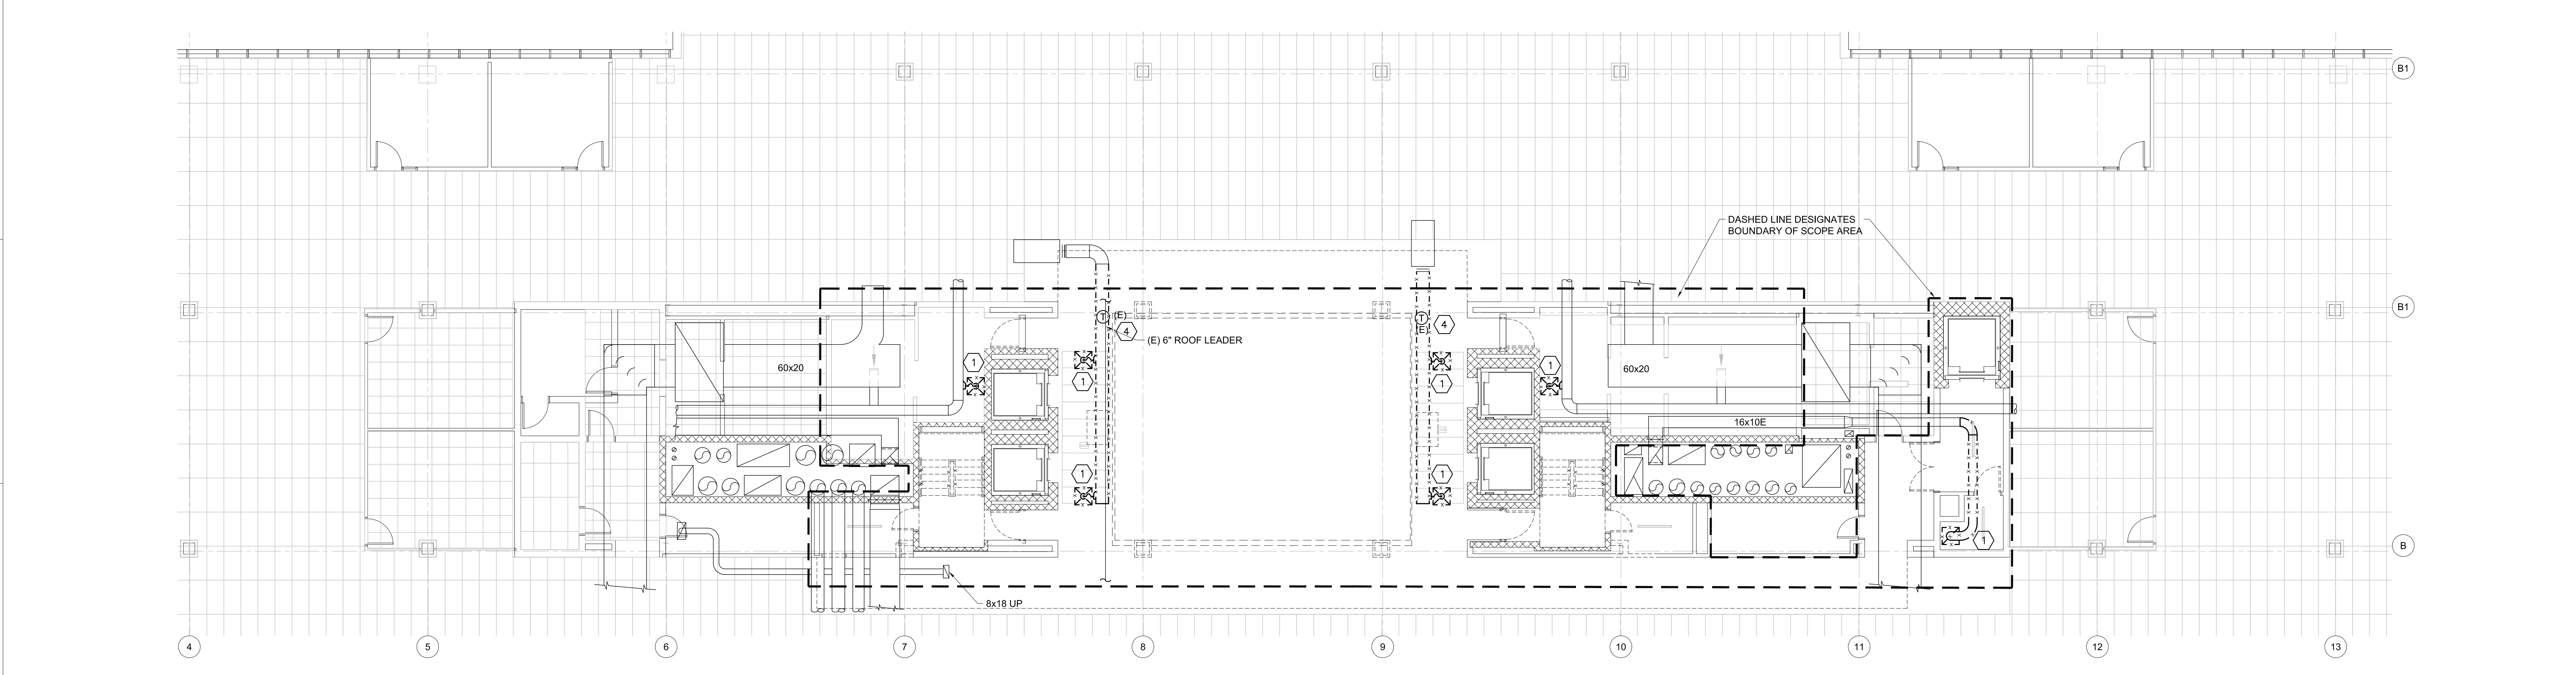 B1
DASHED LINE DESIGNATES
BOUNDARY OF SCOPE AREA
B1
T
(E)
4
(E) 6" ROOF LEADER
T
(E)
4
1
1
1
1
60x20
60x20
1
1
16x10E
1
1
B
8x18 UP
4
5
6
7
8
9
10
11
12
13